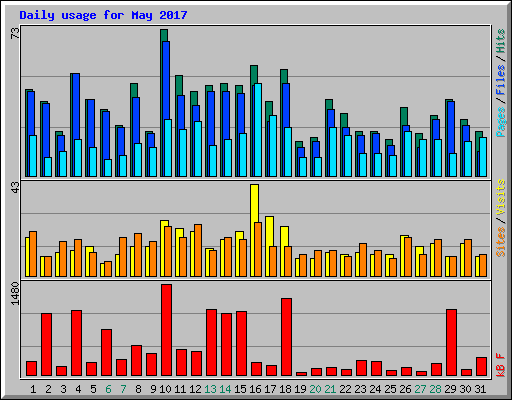 Daily usage for May 2017
73
Pages/Files/Hits
43
Sites/Visits
1480
kB F
1 2 3 4 5 6 7 8 9 10 11 12 13 14 15 16 17 18 19 20 21 22 23 24 25 26 27 28 29 30 31